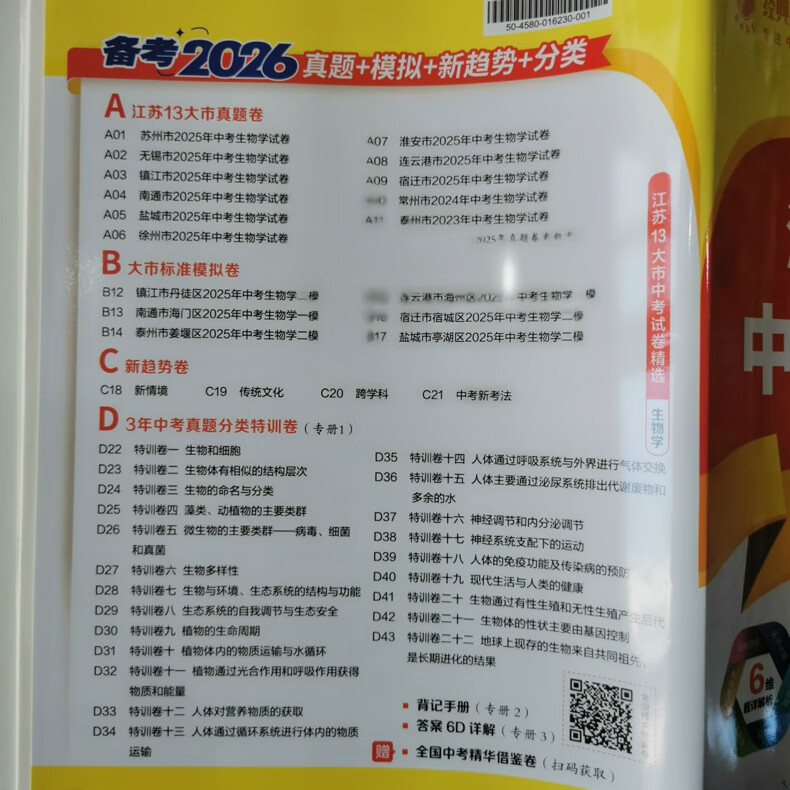 50-4580-016230-001
备考2026 真题+模拟+新趋势+分类
A 江苏13大市真题卷
A01 苏州市2025年中考生物学试卷
A02 无锡市2025年中考生物学试卷
A03 镇江市2025年中考生物学试卷
A04 南通市2025年中考生物学试卷
A05 盐城市2025年中考生物学试卷
A06 徐州市2025年中考生物学试卷
A07 淮安市2025年中考生物学试卷
A08 连云港市2025年中考生物学试卷
A09 宿迁市2025年中考生物学试卷
常州市2024年中考生物学试卷
A11 泰州市2023年中考生物学试卷
2025年真题卷
B 大市标准模拟卷
B12 镇江市丹徒区2025年中考生物学二模
B13 南通市海门区2025年中考生物学一模
B14 泰州市姜堰区2025年中考生物学二模
连云港市海州区2025年中考生物学 模
宿迁市宿城区2025年中考生物学二模
B17 盐城市亭湖区2025年中考生物学二模
C 新趋势卷
C18 新情境 C19 传统文化 C20 跨学科 C21 中考新考法
D 3年中考真题分类特训卷（专册1）
D22 特训卷一 生物和细胞
D23 特训卷二 生物体有相似的结构层次
D24 特训卷三 生物的命名与分类
D25 特训卷四 藻类、动植物的主要类群
D26 特训卷五 微生物的主要类群——病毒、细菌
和真菌
D27 特训卷六 生物多样性
D28 特训卷七 生物与环境、生态系统的结构与功能
D29 特训卷八 生态系统的自我调节与生态安全
D30 特训卷九 植物的生命周期
D31 特训卷十 植物体内的物质运输与水循环
D32 特训卷十一 植物通过光合作用和呼吸作用获得
物质和能量
D33 特训卷十二 人体对营养物质的获取
D34 特训卷十三 人体通过循环系统进行体内的物质
运输
D35 特训卷十四 人体通过呼吸系统与外界进行气体交换
D36 特训卷十五 人体主要通过泌尿系统排出代谢废物和
多余的水
D37 特训卷十六 神经调节和内分泌调节
D38 特训卷十七 神经系统支配下的运动
D39 特训卷十八 人体的免疫功能及传染病的预防
D40 特训卷十九 现代生活与人类的健康
D41 特训卷二十 生物通过有性生殖和无性生殖产生后代
D42 特训卷二十一 生物体的性状主要由基因控制
D43 特训卷二十二 地球上现存的生物来自共同祖先，
是长期进化的结果
背记手册（专册2）
答案6D详解（专册3）
赠 全国中考精华借鉴卷（扫码获取）
江苏13大市中考试卷精选
生物学
经典
中
6维
超详解析